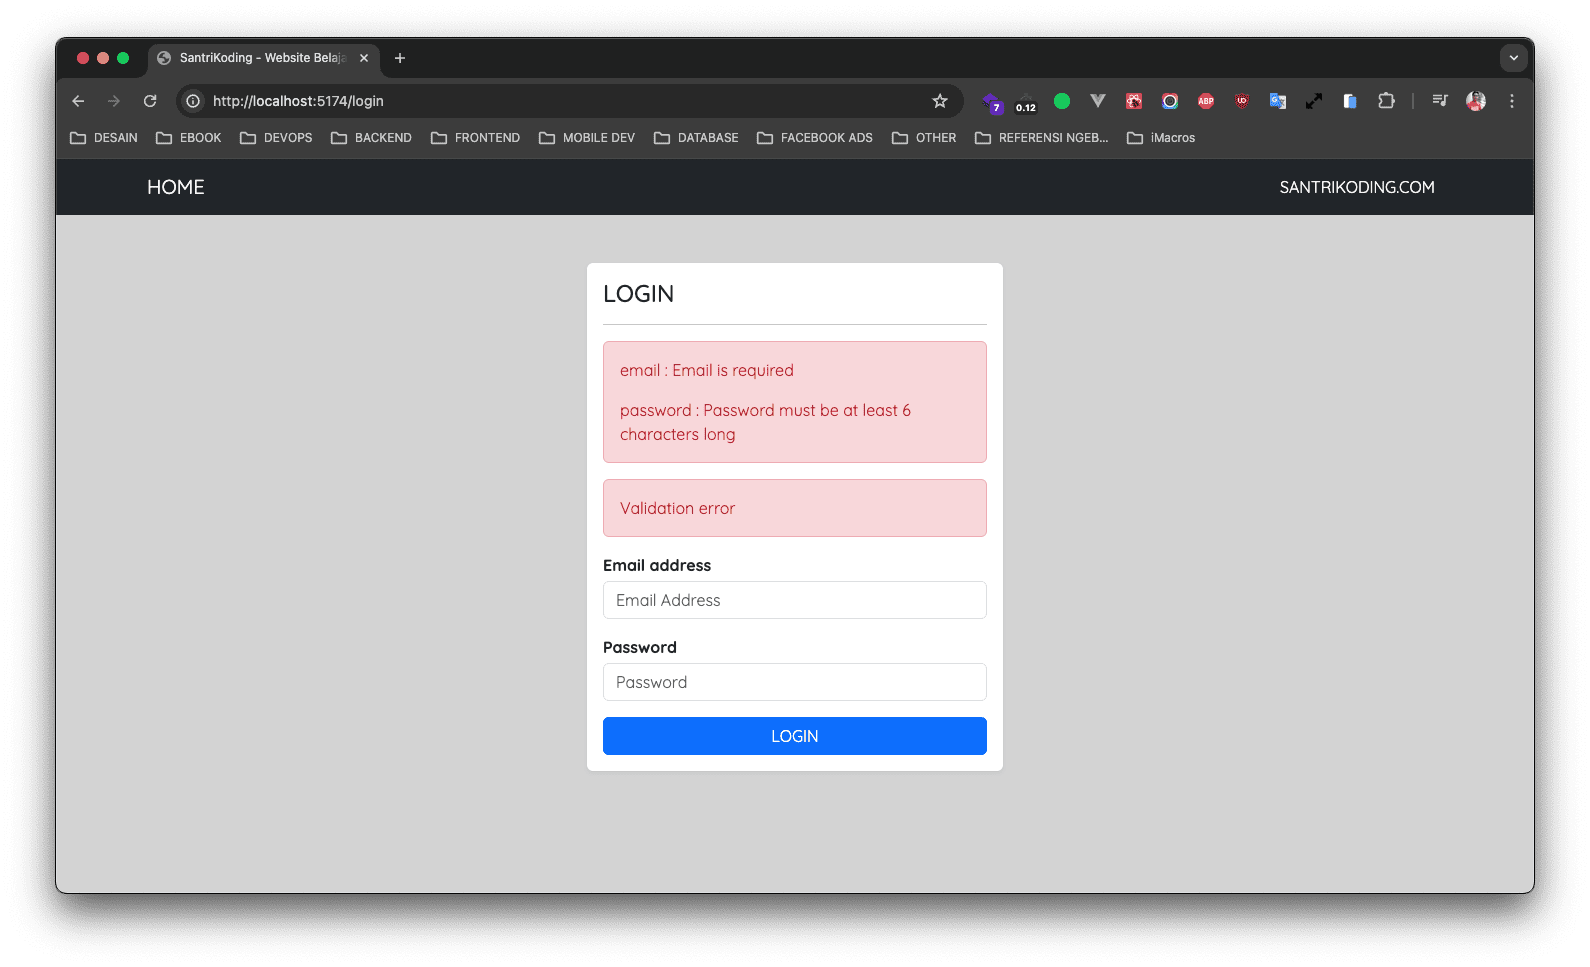 SantriKoding - Website Belaja
http://localhost:5174/login
7
0.12
ABP
DESAIN
EBOOK
DEVOPS
BACKEND
FRONTEND
MOBILE DEV
DATABASE
FACEBOOK ADS
OTHER
REFERENSI NGEB...
iMacros
HOME
SANTRIKODING.COM
LOGIN
email : Email is required
password : Password must be at least 6
characters long
Validation error
Email address
Email Address
Password
Password
LOGIN